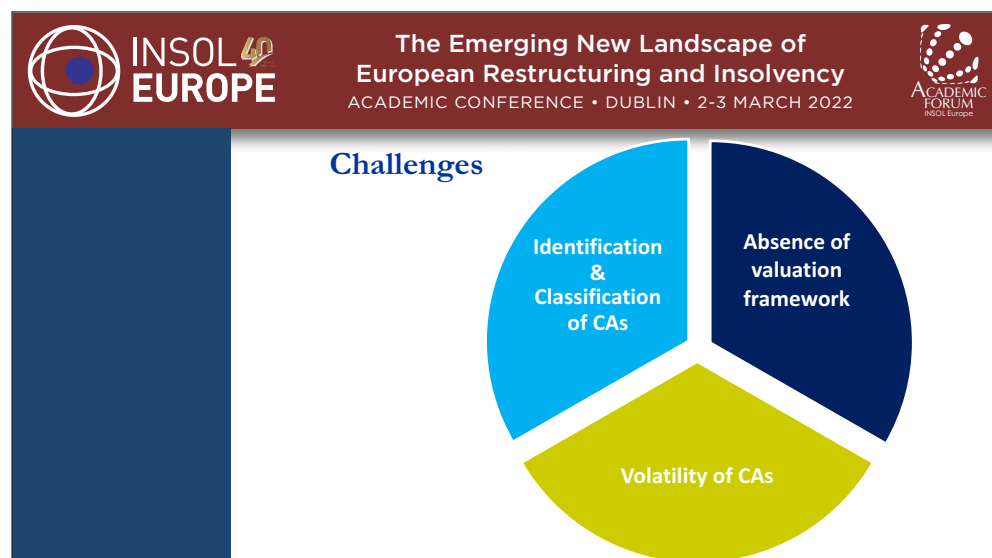 INSOL 40
EUROPE
The Emerging New Landscape of
European Restructuring and Insolvency
ACADEMIC CONFERENCE • DUBLIN • 2-3 MARCH 2022
ACADEMIC
FORUM
INSOL Europe
Challenges
Identification
&
Classification
of CAs
Absence of
valuation
framework
Volatility of CAs